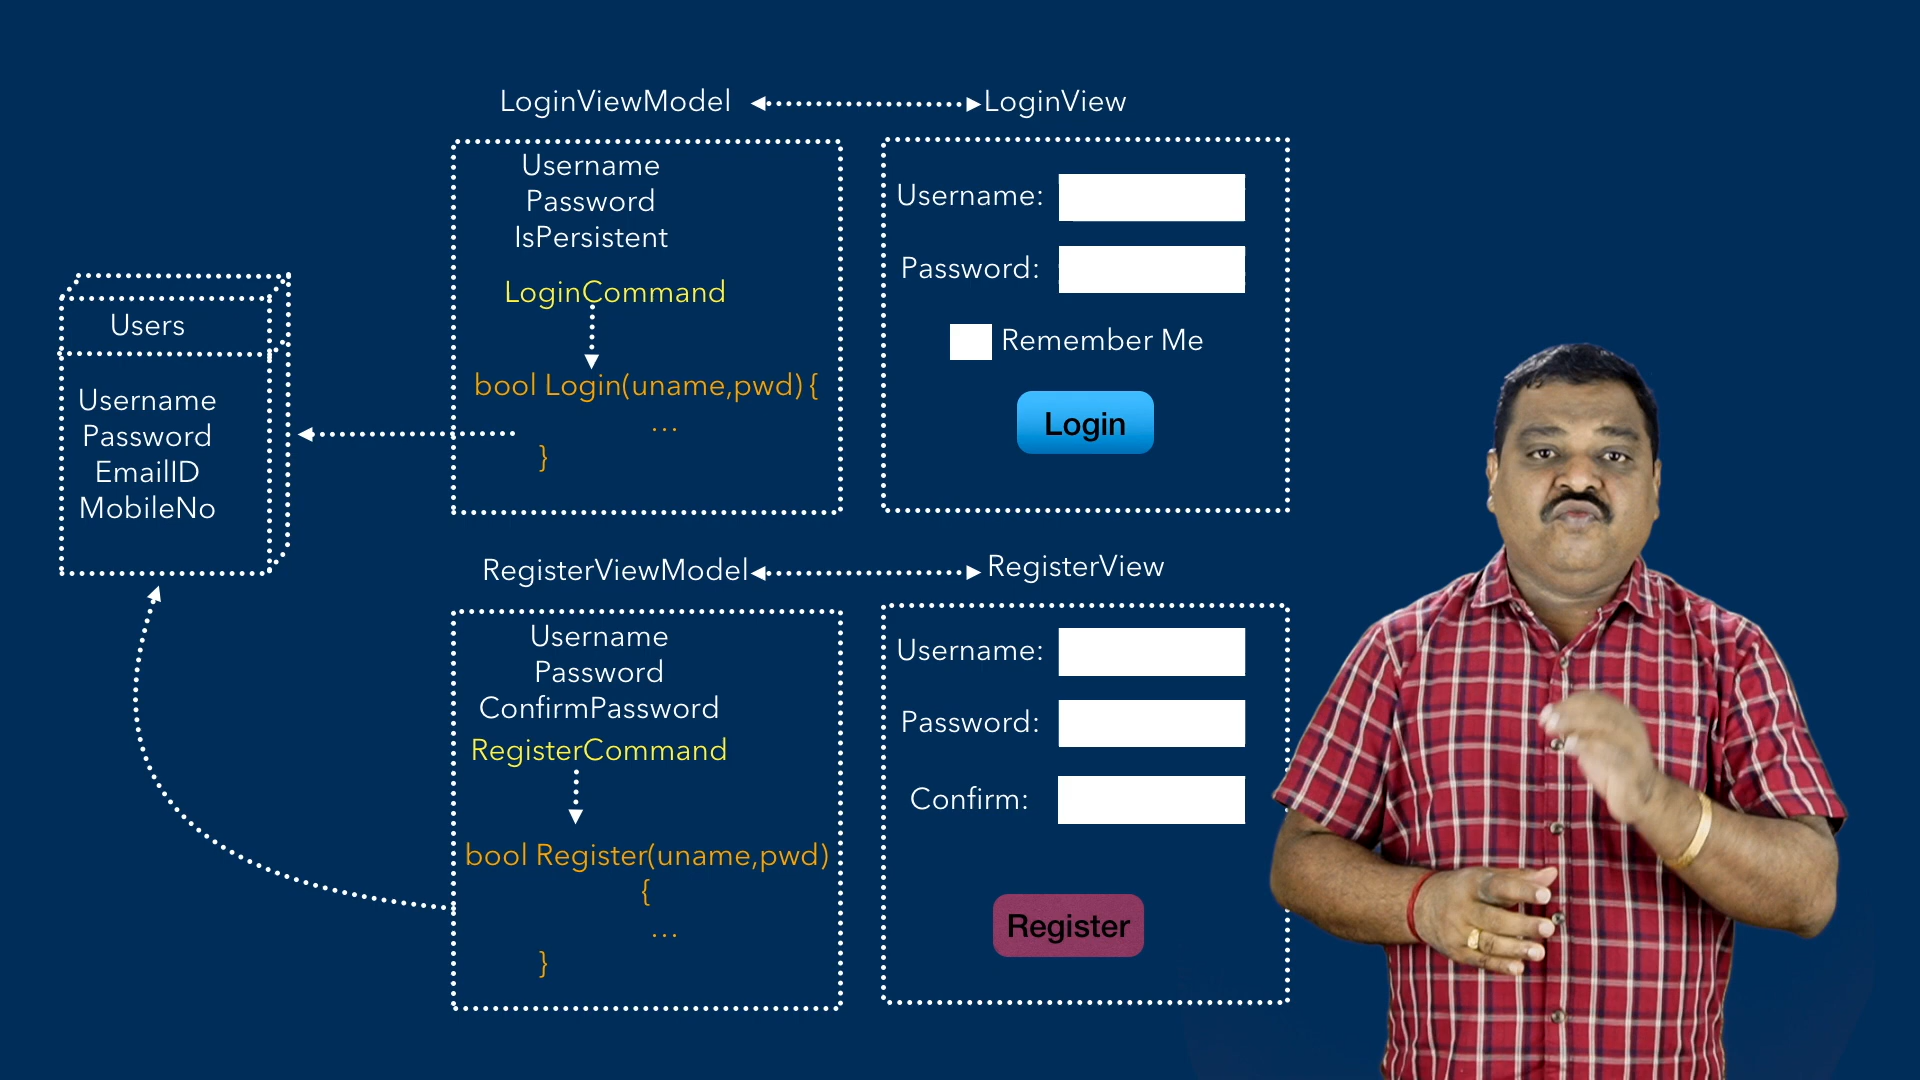 LoginViewModel
LoginView
Username
Password
IsPersistent
LoginCommand
bool Login(uname,pwd) {
...
}
Username:
Password:
Remember Me
Login
Users
Username
Password
EmailID
MobileNo
RegisterViewModel
RegisterView
Username
Password
ConfirmPassword
RegisterCommand
bool Register(uname,pwd)
{
...
}
Username:
Password:
Confirm:
Register